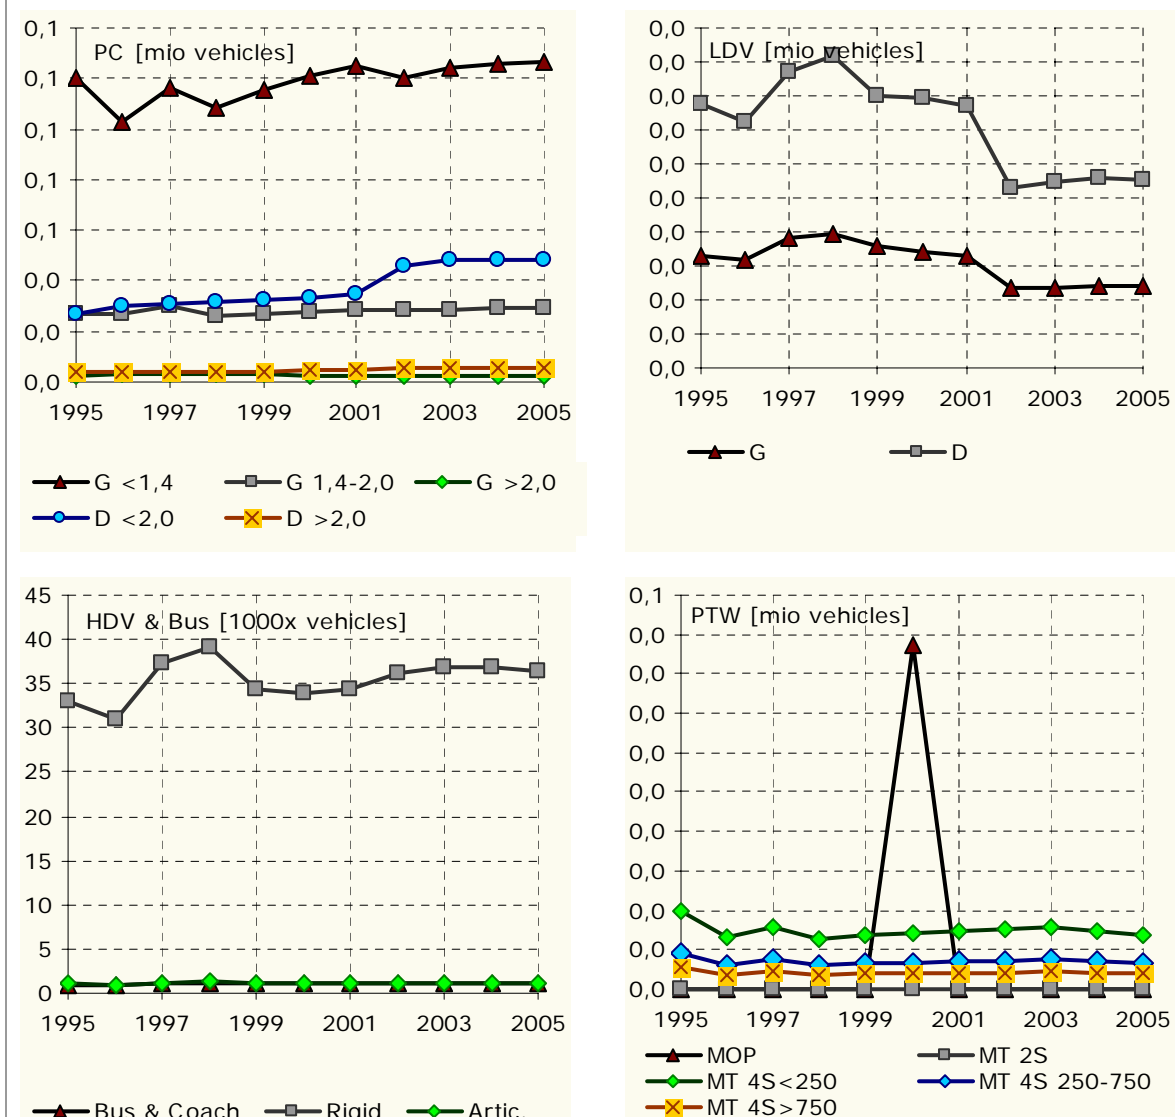 PC [mio vehicles]
0,1
0,1
0,1
0,1
0,1
0,0
0,0
0,0
1995 1997 1999 2001 2003 2005
G <1,4 G 1,4-2,0 G >2,0
D <2,0 D >2,0
LDV [mio vehicles]
0,0
0,0
0,0
0,0
0,0
0,0
0,0
0,0
0,0
0,0
0,0
1995 1997 1999 2001 2003 2005
G D
HDV & Bus [1000x vehicles]
45
40
35
30
25
20
15
10
5
0
1995 1997 1999 2001 2003 2005
Bus & Coach Rigid Artic.
PTW [mio vehicles]
0,1
0,0
0,0
0,0
0,0
0,0
0,0
0,0
0,0
0,0
0,0
1995 1997 1999 2001 2003 2005
MOP MT 2S
MT 4S<250 MT 4S 250-750
MT 4S>750